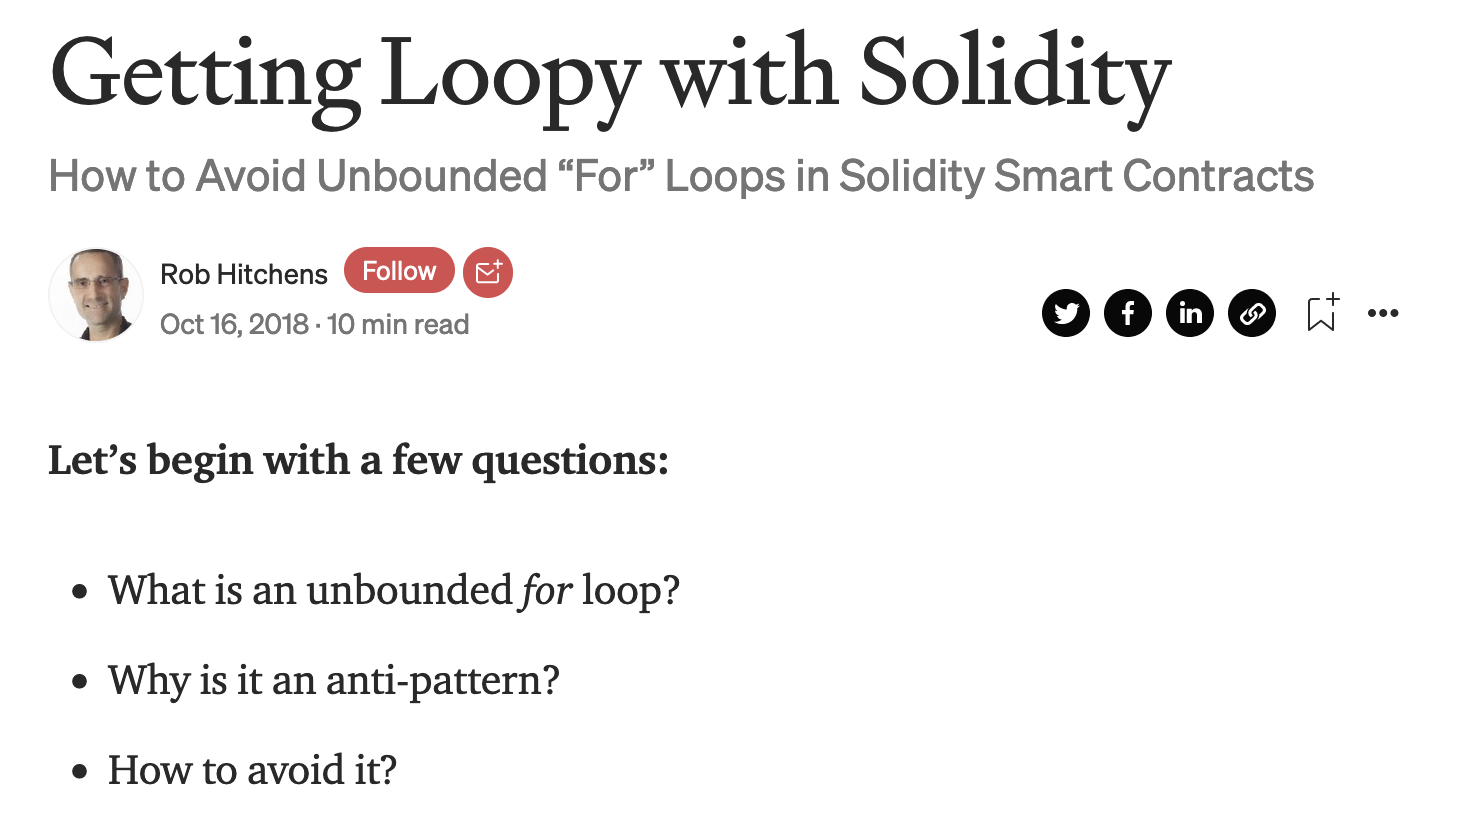 Getting Loopy with Solidity
How to Avoid Unbounded “For” Loops in Solidity Smart Contracts
Rob Hitchens Follow
Oct 16, 2018 · 10 min read
Let’s begin with a few questions:
• What is an unbounded for loop?
• Why is it an anti-pattern?
• How to avoid it?